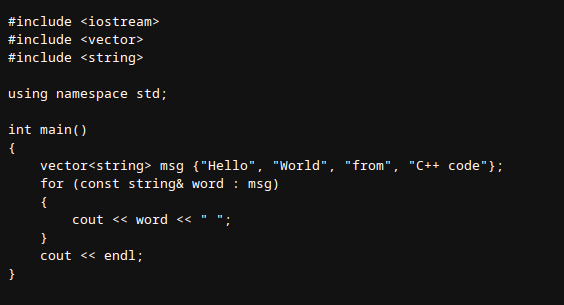 #include <iostream>
#include <vector>
#include <string>

using namespace std;

int main()
{
    vector<string> msg {"Hello", "World", "from", "C++ code"};
    for (const string& word : msg)
    {
        cout << word << " ";
    }
    cout << endl;
}